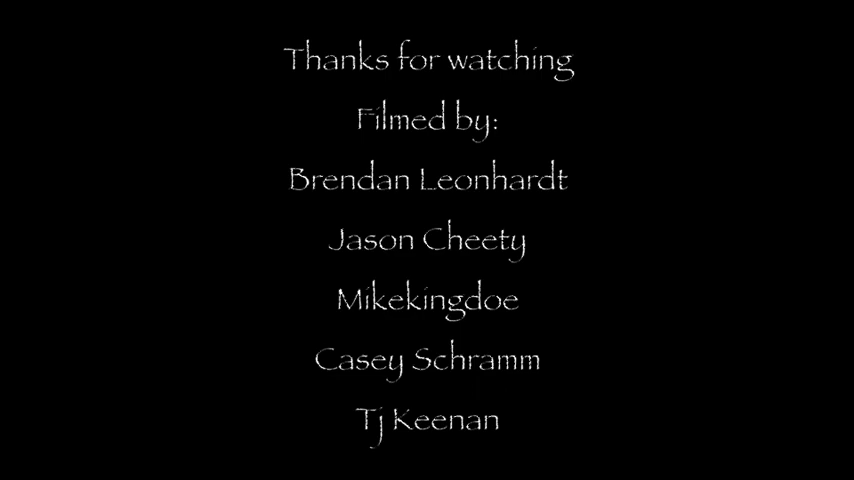 Thanks for watching
Filmed by:
Brendan Leonhardt
Jason Cheety
Mikekingdoe
Casey Schramm
Tj Keenan